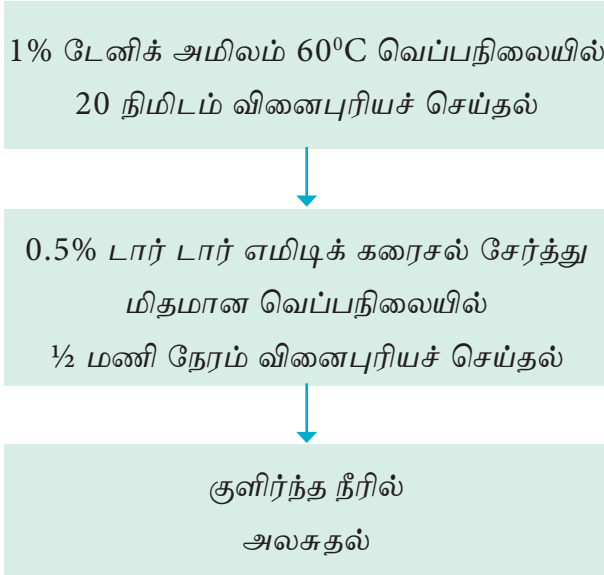 1% டேனிக் அமிலம் 60⁰C வெப்பநிலையில்
20 நிமிடம் வினைபுரியச் செய்தல்
0.5% டார் டார் எமிடிக் கரைசல் சேர்த்து
மிதமான வெப்பநிலையில்
½ மணி நேரம் வினைபுரியச் செய்தல்
குளிர்ந்த நீரில்
அலசுதல்